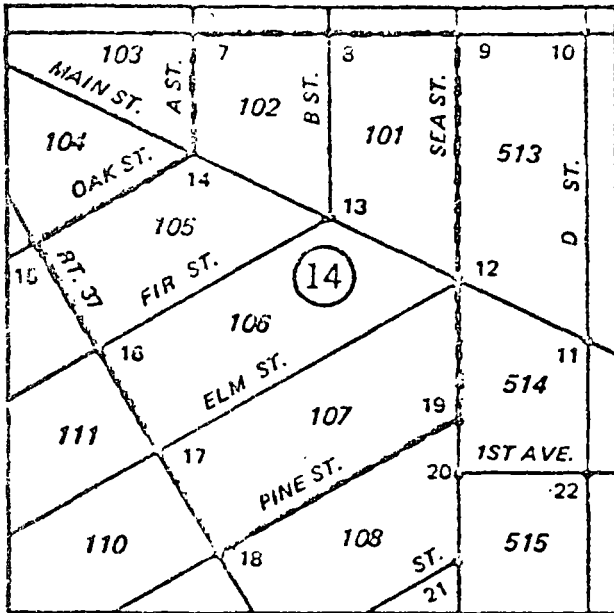 103
7
8
9
10
MAIN ST.
A ST.
102
B ST.
101
SEA ST.
513
D ST.
104
OAK ST.
14
13
105
15
RT. 37
FIR ST.
14
12
16
106
11
ELM ST.
514
111
107
19
17
1ST AVE.
PINE ST.
20
22
110
18
108
ST.
515
21